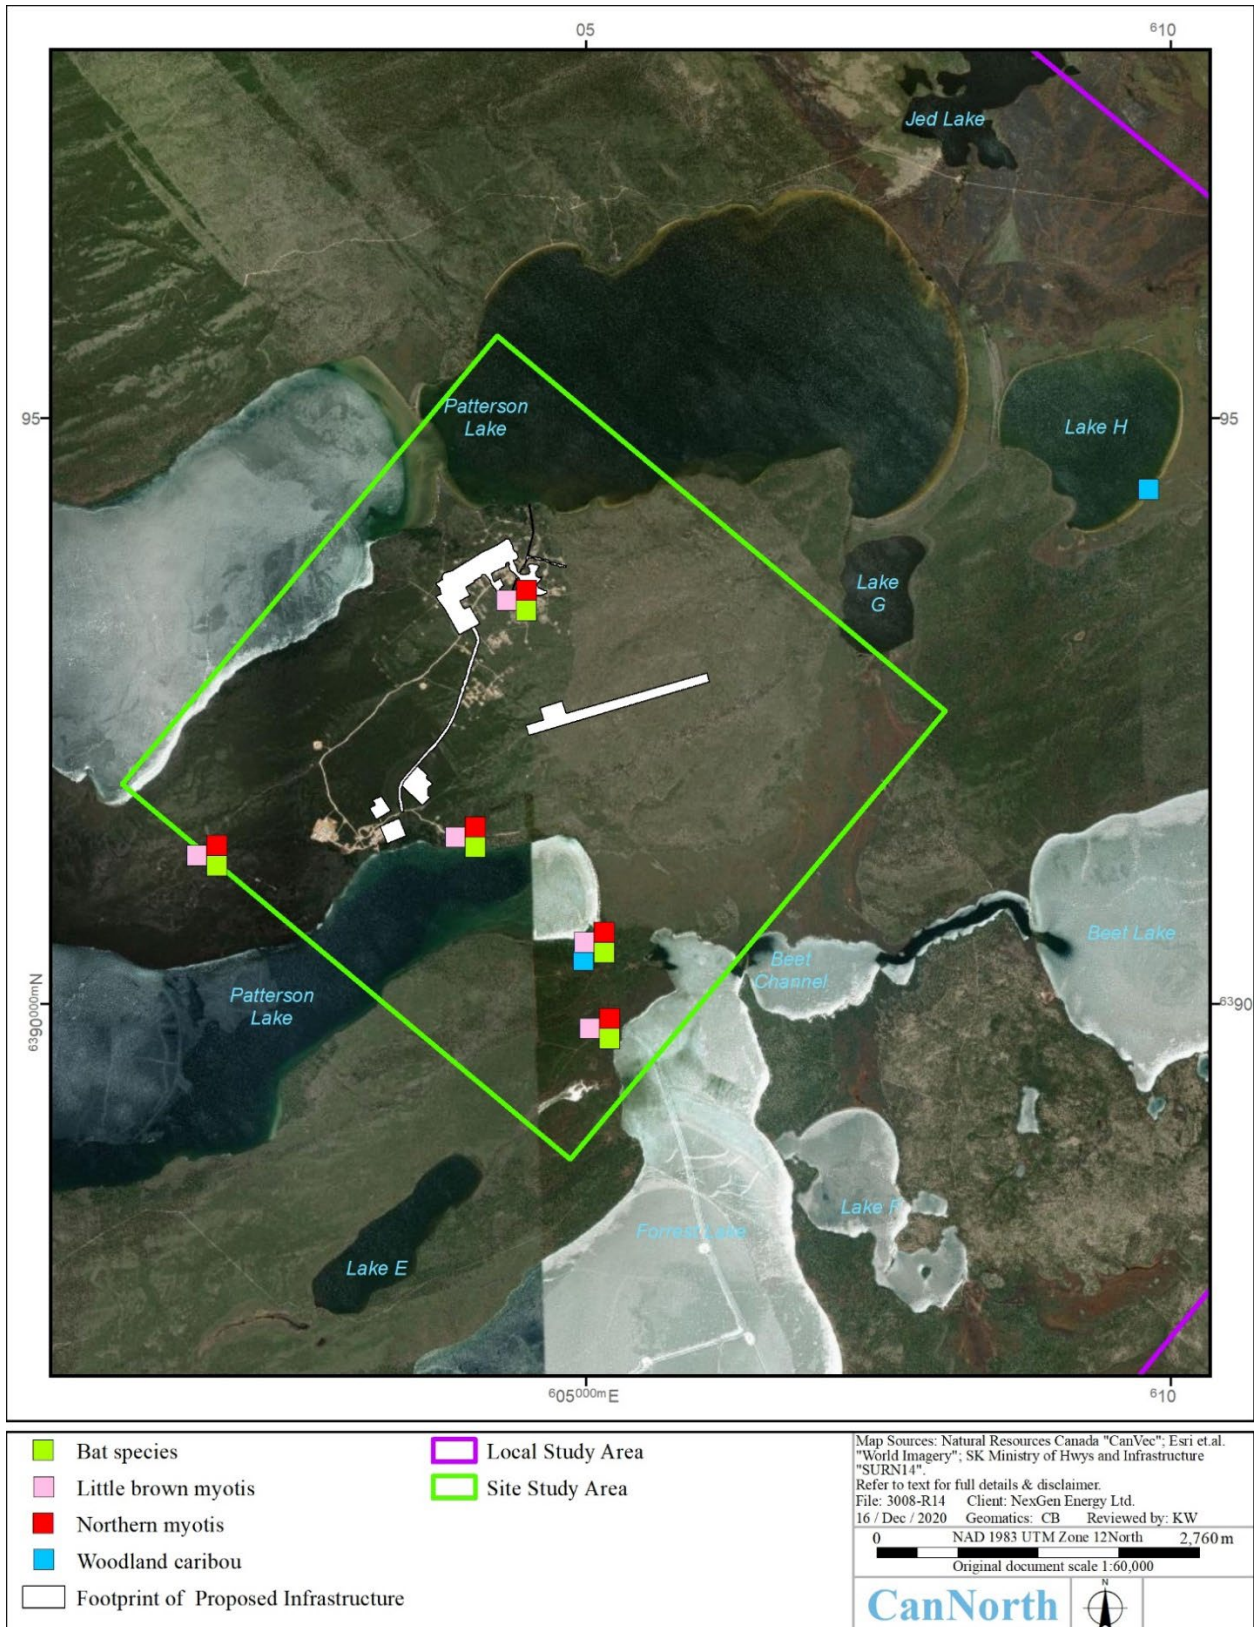 05
610
Jed Lake
Patterson
Lake
95
95
Lake H
Lake
G
Beet Lake
Beet
Channel
Patterson
Lake
6390000mN
6390
Lake F
Forrest Lake
Lake E
605000mE
610
Bat species
Little brown myotis
Northern myotis
Woodland caribou
Footprint of Proposed Infrastructure
Local Study Area
Site Study Area
Map Sources: Natural Resources Canada "CanVec"; Esri et.al.
"World Imagery"; SK Ministry of Hwys and Infrastructure
"SURN14".
Refer to text for full details & disclaimer.
File: 3008-R14 Client: NexGen Energy Ltd.
16 / Dec / 2020 Geomatics: CB Reviewed by: KW
0 NAD 1983 UTM Zone 12North 2,760 m
Original document scale 1:60,000
CanNorth
N